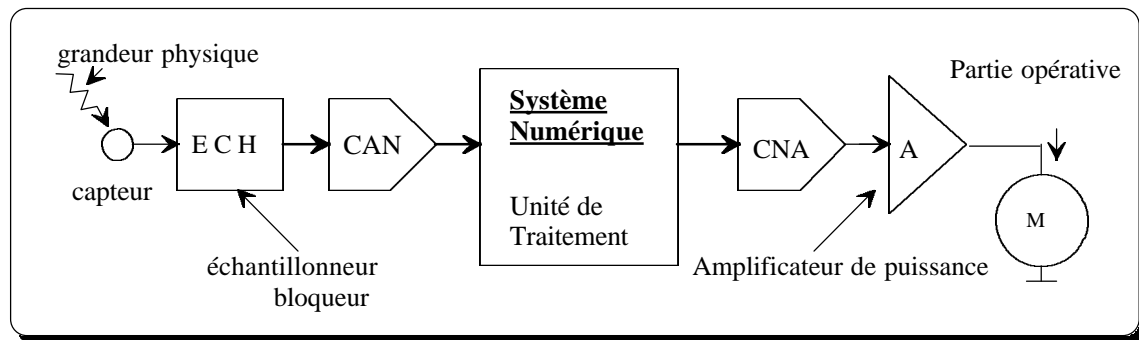 grandeur physique
Partie opérative
Système
Numérique
E C H
CAN
CNA
A
capteur
Unité de
Traitement
M
échantillonneur
bloqueur
Amplificateur de puissance